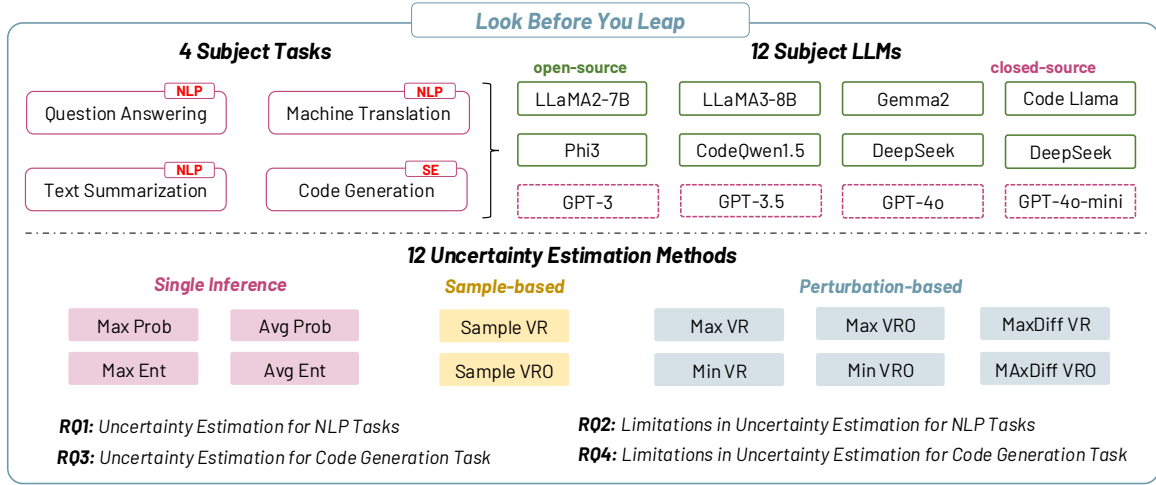 Look Before You Leap
4 Subject Tasks
12 Subject LLMs
open-source
closed-source
NLP
Question Answering
NLP
Machine Translation
LLaMA2-7B
LLaMA3-8B
Gemma2
Code Llama
Phi3
CodeQwen1.5
DeepSeek
DeepSeek
NLP
Text Summarization
SE
Code Generation
GPT-3
GPT-3.5
GPT-4o
GPT-4o-mini
12 Uncertainty Estimation Methods
Single Inference
Sample-based
Perturbation-based
Max Prob
Avg Prob
Sample VR
Max VR
Max VRO
MaxDiff VR
Max Ent
Avg Ent
Sample VRO
Min VR
Min VRO
MAxDiff VRO
RQ1: Uncertainty Estimation for NLP Tasks
RQ2: Limitations in Uncertainty Estimation for NLP Tasks
RQ3: Uncertainty Estimation for Code Generation Task
RQ4: Limitations in Uncertainty Estimation for Code Generation Task